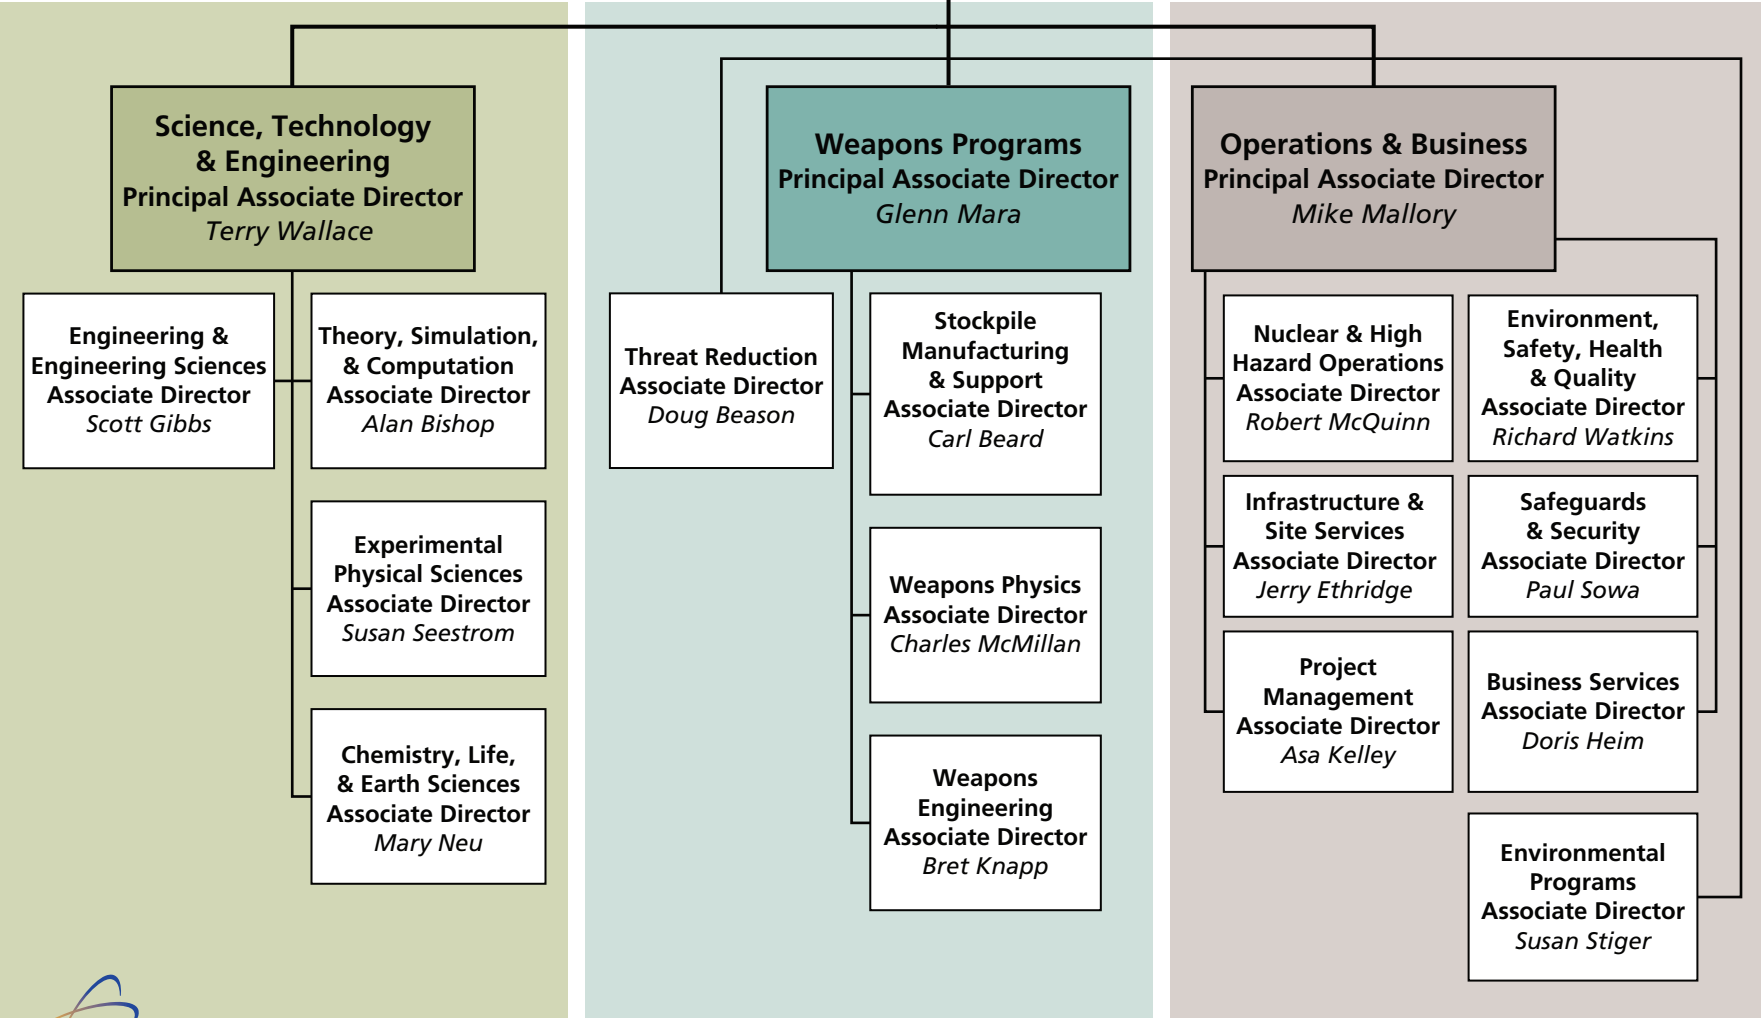 Science, Technology
& Engineering
Principal Associate Director
Terry Wallace
Weapons Programs
Principal Associate Director
Glenn Mara
Operations & Business
Principal Associate Director
Mike Mallory
Engineering &
Engineering Sciences
Associate Director
Scott Gibbs
Theory, Simulation,
& Computation
Associate Director
Alan Bishop
Experimental
Physical Sciences
Associate Director
Susan Seestrom
Chemistry, Life,
& Earth Sciences
Associate Director
Mary Neu
Threat Reduction
Associate Director
Doug Beason
Stockpile
Manufacturing
& Support
Associate Director
Carl Beard
Weapons Physics
Associate Director
Charles McMillan
Weapons
Engineering
Associate Director
Bret Knapp
Nuclear & High
Hazard Operations
Associate Director
Robert McQuinn
Environment,
Safety, Health
& Quality
Associate Director
Richard Watkins
Infrastructure &
Site Services
Associate Director
Jerry Ethridge
Safeguards
& Security
Associate Director
Paul Sowa
Project
Management
Associate Director
Asa Kelley
Business Services
Associate Director
Doris Heim
Environmental
Programs
Associate Director
Susan Stiger